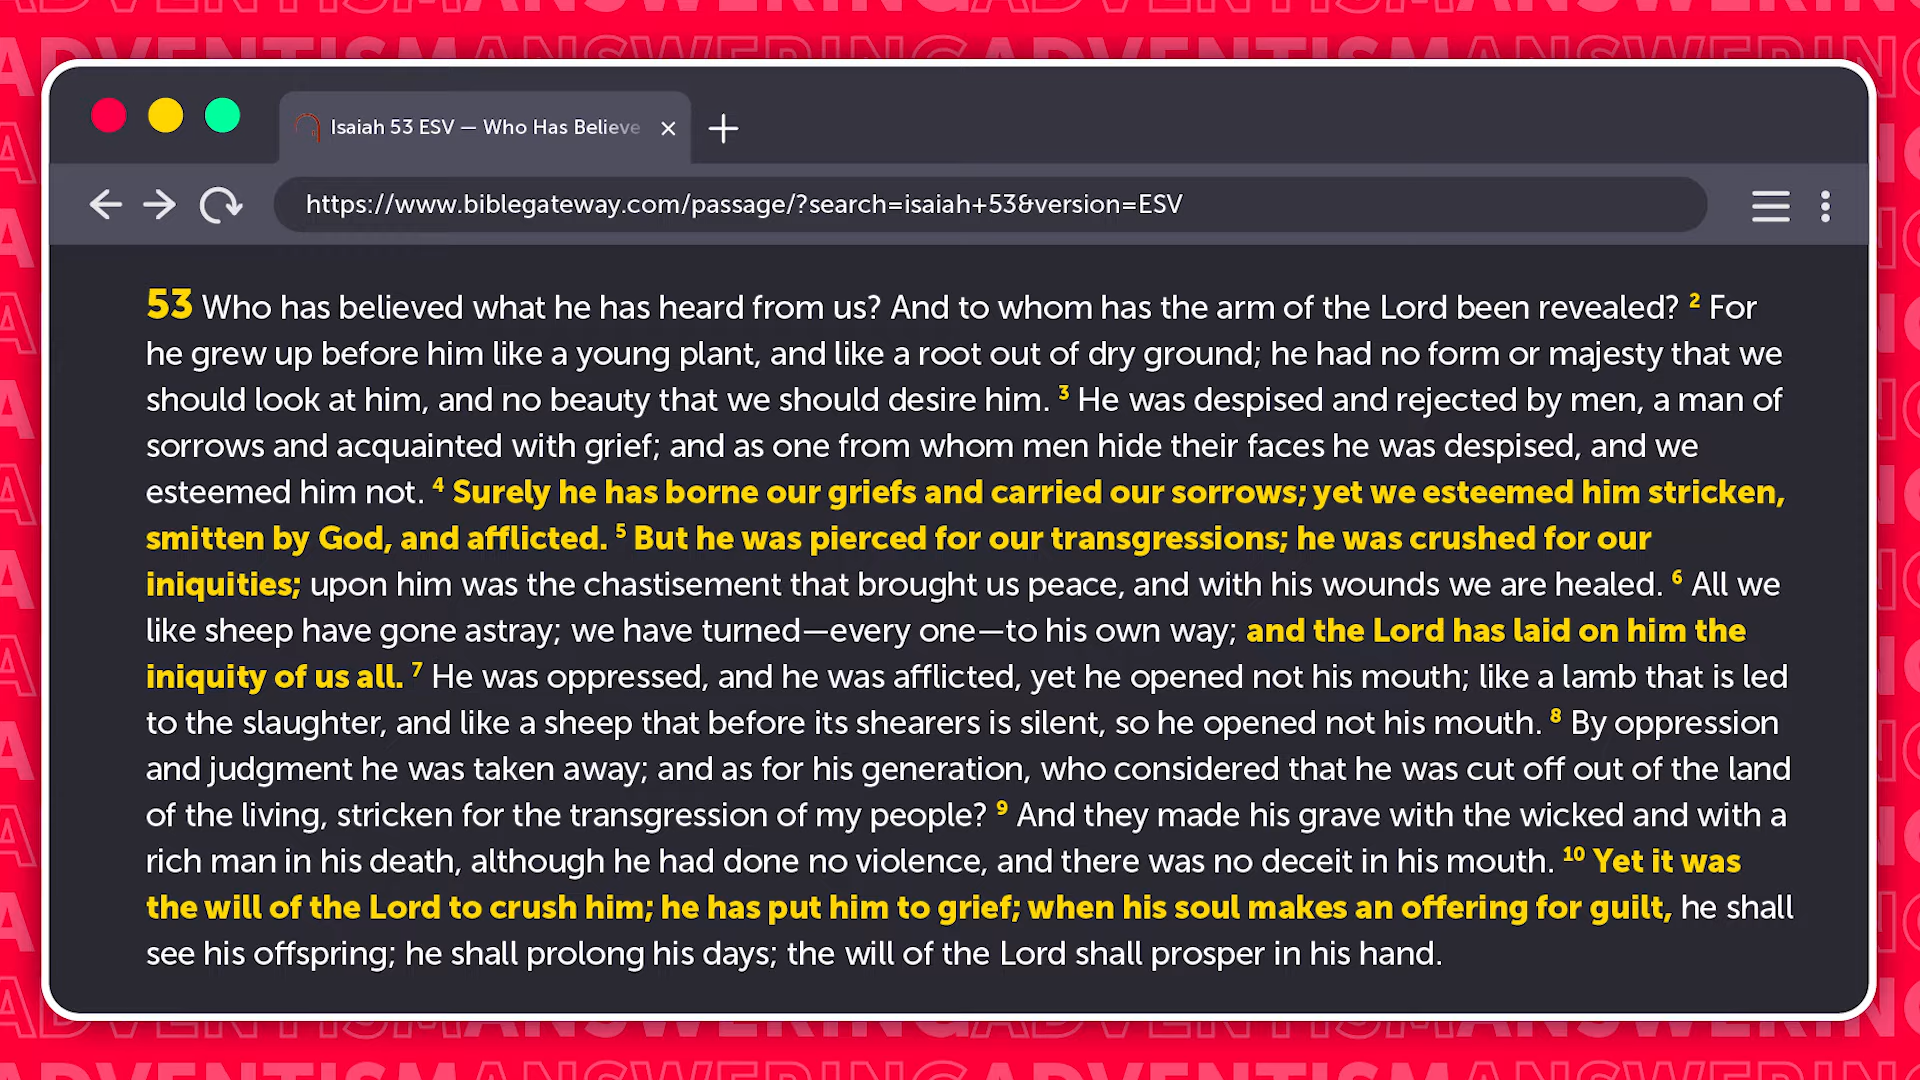 ADVENTISM ANSWERING ADVENTISM ANSWERING
Isaiah 53 ESV — Who Has Believe
https://www.biblegateway.com/passage/?search=isaiah+53&version=ESV
53 Who has believed what he has heard from us? And to whom has the arm of the Lord been revealed? 2 For
he grew up before him like a young plant, and like a root out of dry ground; he had no form or majesty that we
should look at him, and no beauty that we should desire him. 3 He was despised and rejected by men, a man of
sorrows and acquainted with grief; and as one from whom men hide their faces he was despised, and we
esteemed him not. 4 Surely he has borne our griefs and carried our sorrows; yet we esteemed him stricken,
smitten by God, and afflicted. 5 But he was pierced for our transgressions; he was crushed for our
iniquities; upon him was the chastisement that brought us peace, and with his wounds we are healed. 6 All we
like sheep have gone astray; we have turned—every one—to his own way; and the Lord has laid on him the
iniquity of us all. 7 He was oppressed, and he was afflicted, yet he opened not his mouth; like a lamb that is led
to the slaughter, and like a sheep that before its shearers is silent, so he opened not his mouth. 8 By oppression
and judgment he was taken away; and as for his generation, who considered that he was cut off out of the land
of the living, stricken for the transgression of my people? 9 And they made his grave with the wicked and with a
rich man in his death, although he had done no violence, and there was no deceit in his mouth. 10 Yet it was
the will of the Lord to crush him; he has put him to grief; when his soul makes an offering for guilt, he shall
see his offspring; he shall prolong his days; the will of the Lord shall prosper in his hand.
ADVENTISM ANSWERING ADVENTISM ANSWERING